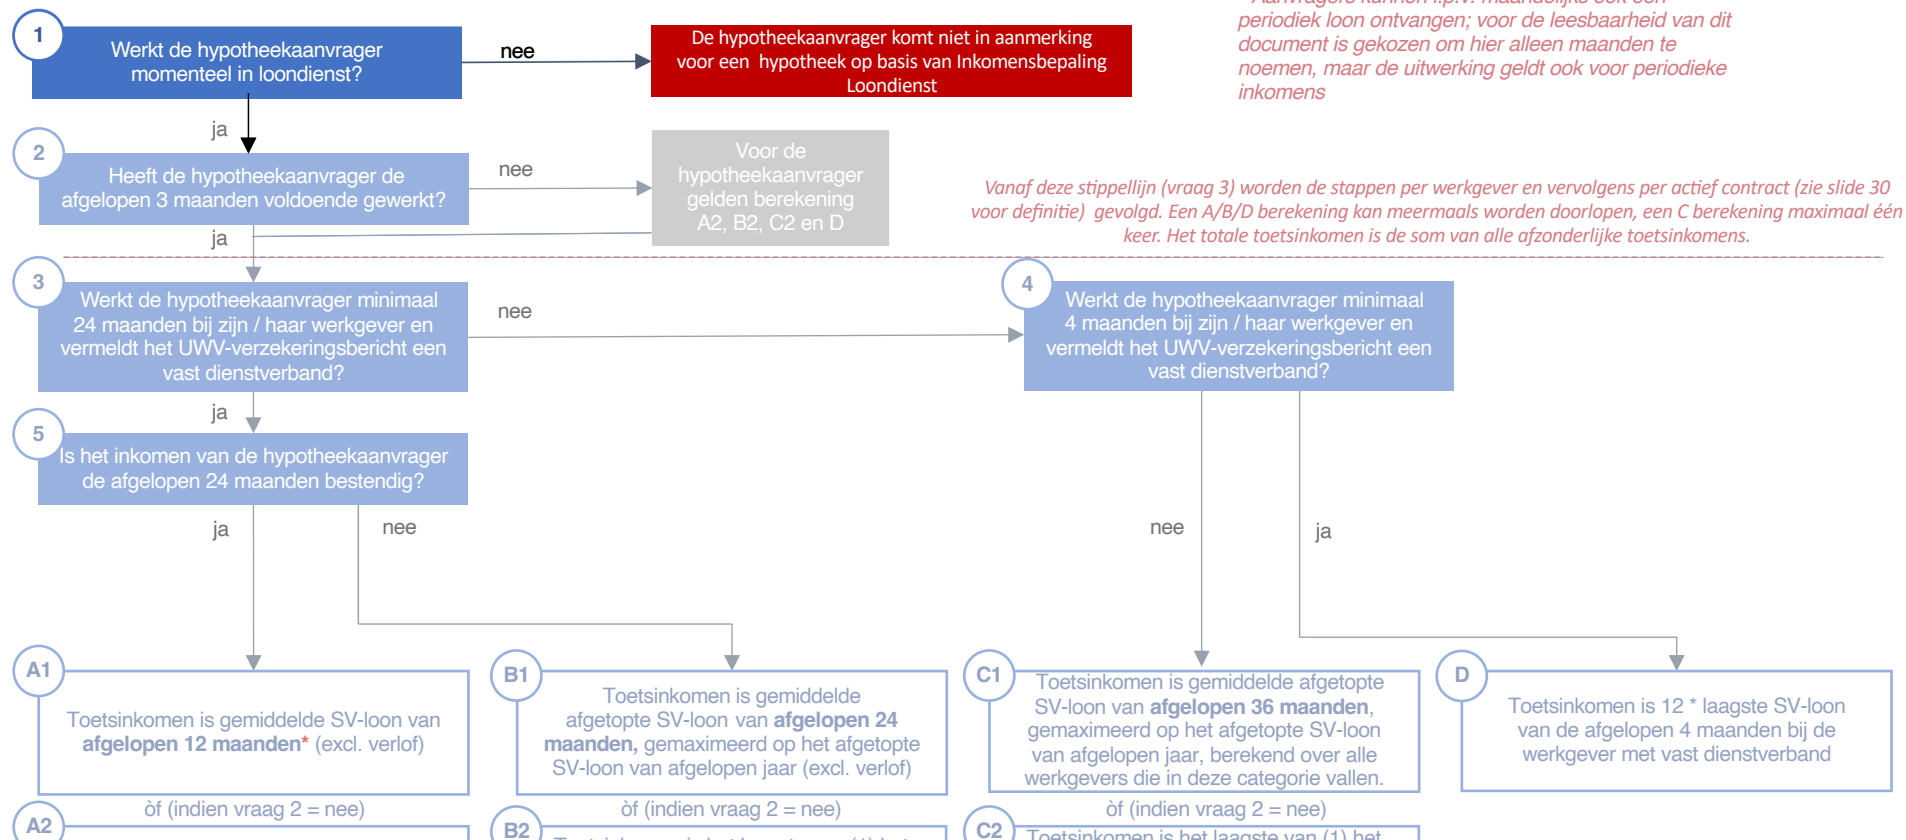 * Aanvragers kunnen i.p.v. maandelijks ook een
periodiek loon ontvangen; voor de leesbaarheid van dit
document is gekozen om hier alleen maanden te
noemen, maar de uitwerking geldt ook voor periodieke
inkomens
1
Werkt de hypotheekaanvrager
momenteel in loondienst?
nee
De hypotheekaanvrager komt niet in aanmerking
voor een hypotheek op basis van Inkomensbepaling
Loondienst
ja
2
Heeft de hypotheekaanvrager de
afgelopen 3 maanden voldoende gewerkt?
nee
Voor de
hypotheekaanvrager
gelden berekening
A2, B2, C2 en D
ja
Vanaf deze stippellijn (vraag 3) worden de stappen per werkgever en vervolgens per actief contract (zie slide 30
voor definitie) gevolgd. Een A/B/D berekening kan meermaals worden doorlopen, een C berekening maximaal één
keer. Het totale toetsinkomen is de som van alle afzonderlijke toetsinkomens.
3
Werkt de hypotheekaanvrager minimaal
24 maanden bij zijn / haar werkgever en
vermeldt het UWV-verzekeringsbericht een
vast dienstverband?
nee
4
Werkt de hypotheekaanvrager minimaal
4 maanden bij zijn / haar werkgever en
vermeldt het UWV-verzekeringsbericht een
vast dienstverband?
ja
5
Is het inkomen van de hypotheekaanvrager
de afgelopen 24 maanden bestendig?
ja
nee
nee
ja
A1
Toetsinkomen is gemiddelde SV-loon van
afgelopen 12 maanden* (excl. verlof)
òf (indien vraag 2 = nee)
A2
B1
Toetsinkomen is gemiddelde
afgetopte SV-loon van afgelopen 24
maanden, gemaximeerd op het afgetopte
SV-loon van afgelopen jaar (excl. verlof)
òf (indien vraag 2 = nee)
B2
C1
Toetsinkomen is gemiddelde afgetopte
SV-loon van afgelopen 36 maanden,
gemaximeerd op het afgetopte SV-loon
van afgelopen jaar, berekend over alle
werkgevers die in deze categorie vallen.
òf (indien vraag 2 = nee)
C2
Toetsinkomen is het laagste van (1) het
D
Toetsinkomen is 12 * laagste SV-loon
van de afgelopen 4 maanden bij de
werkgever met vast dienstverband